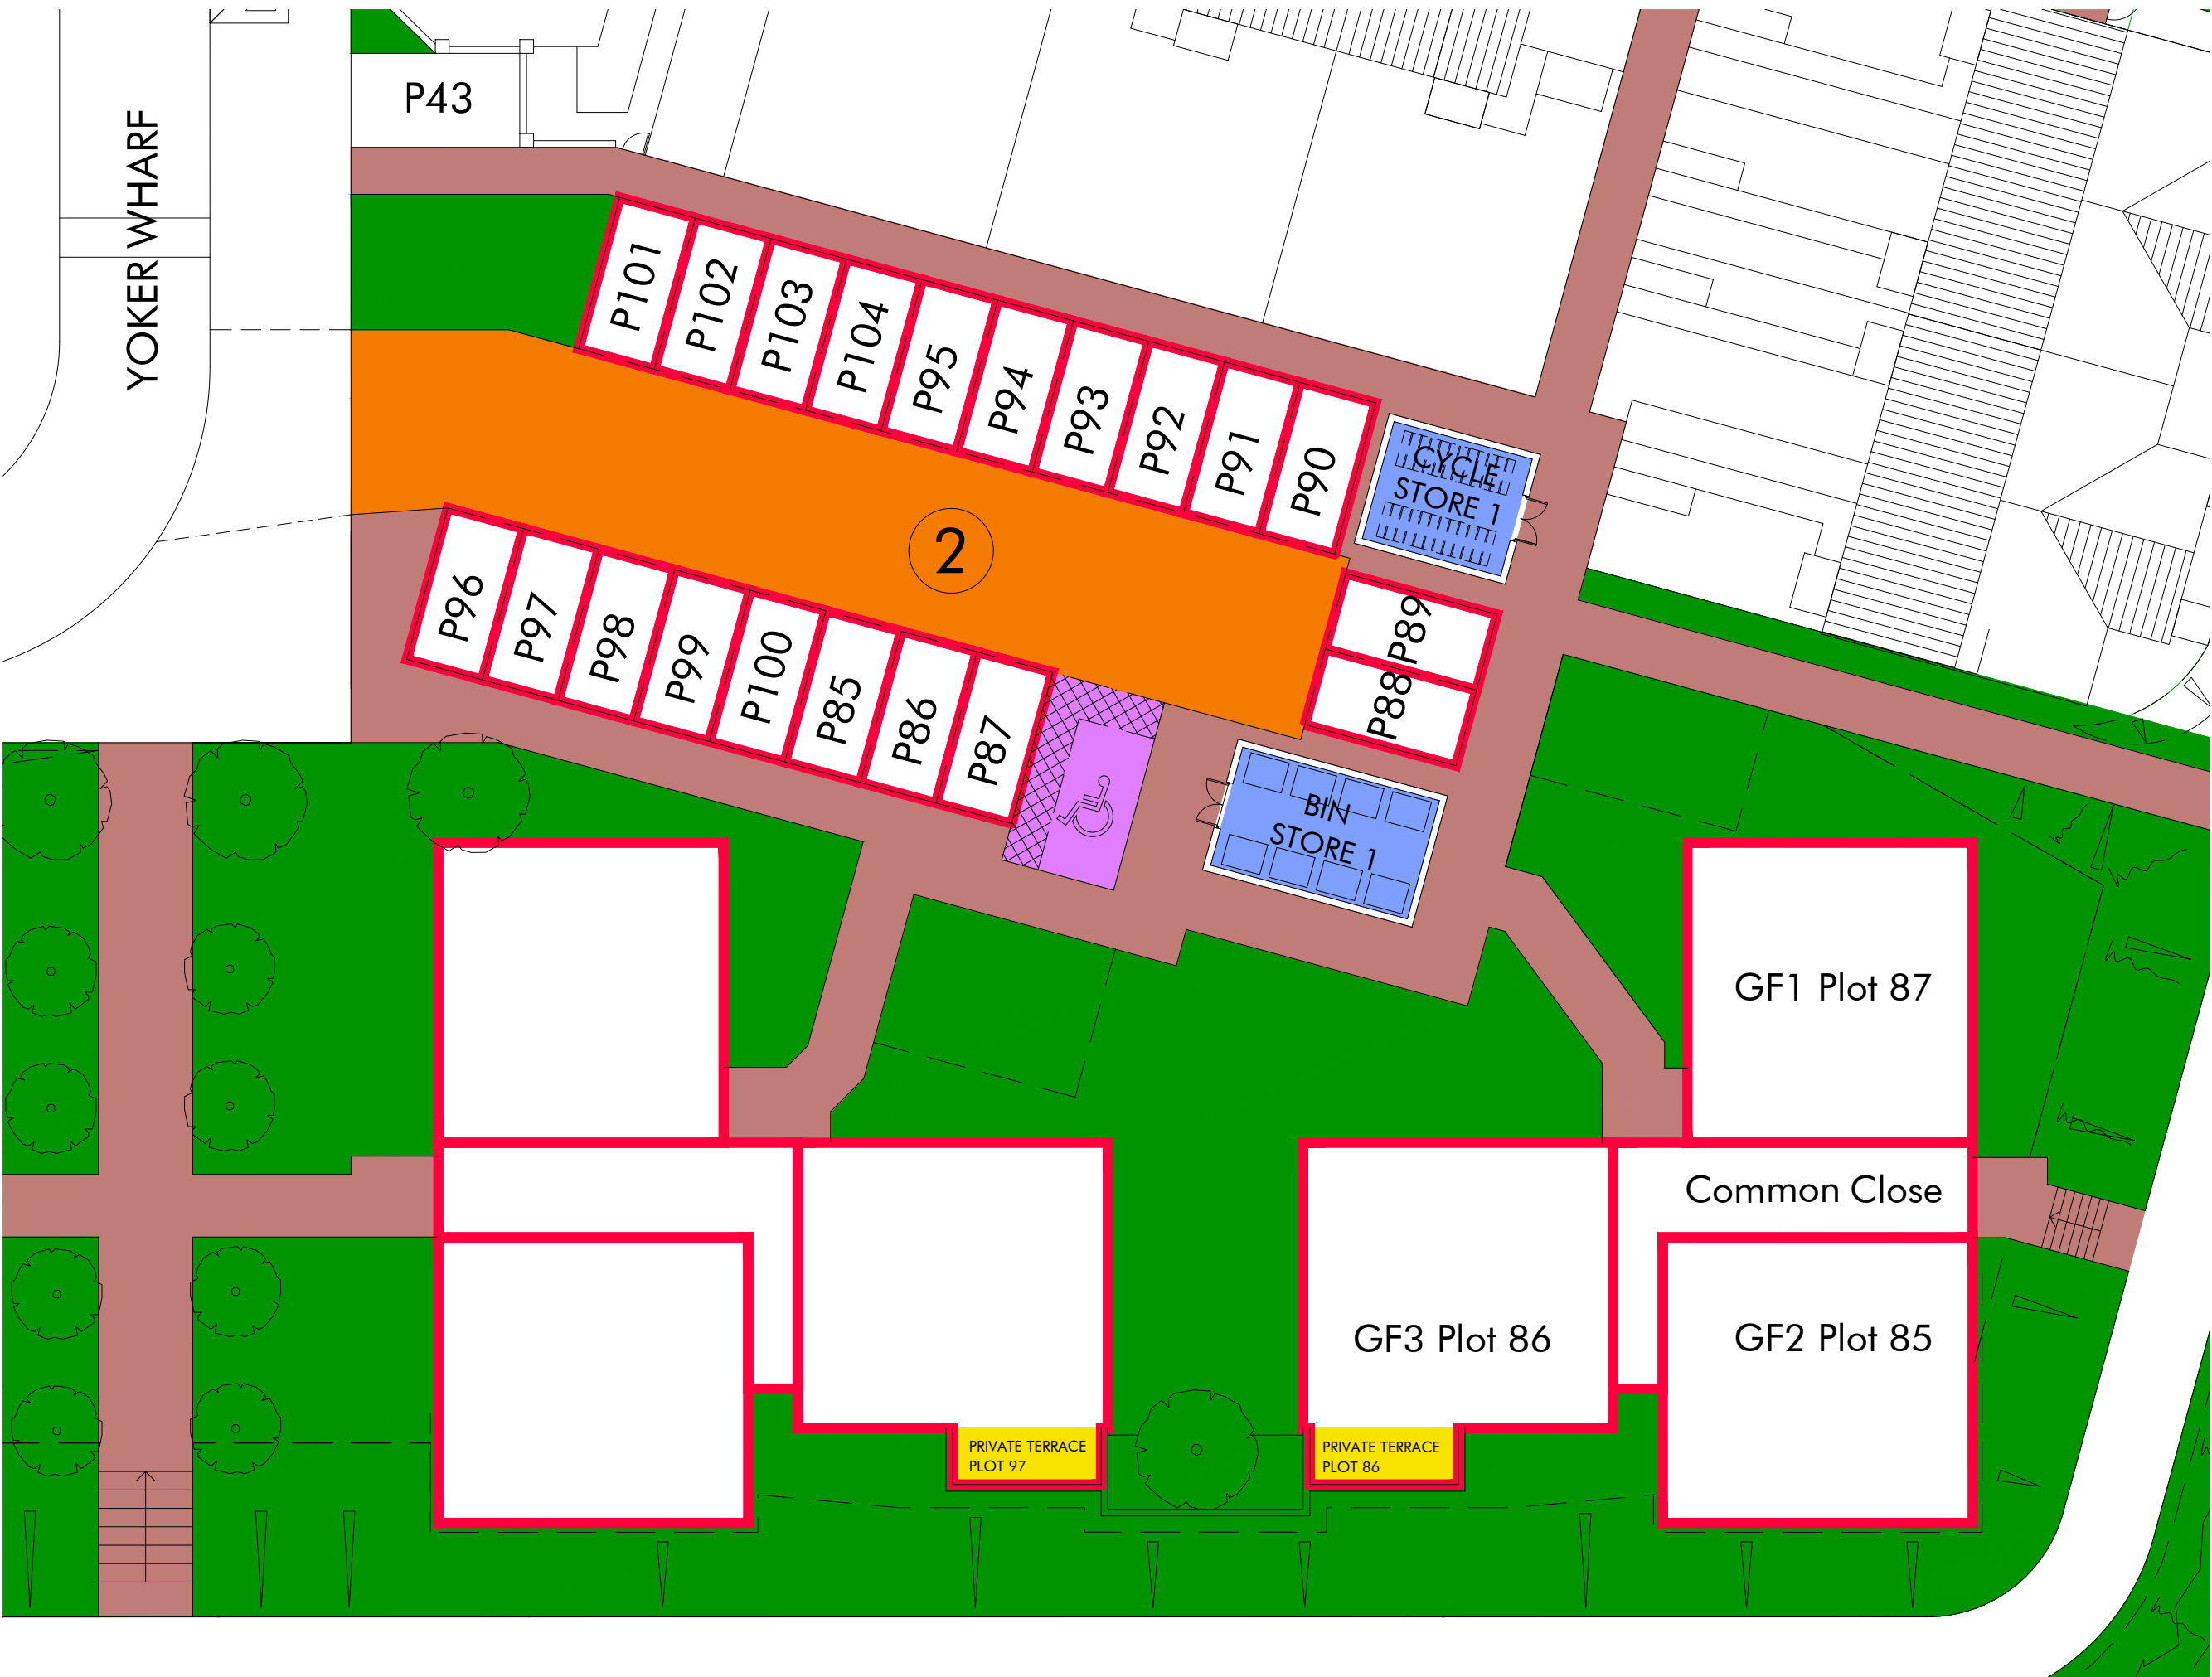 P43
YOKER WHARF
P101
P102
P103
P104
P95
P94
P93
P92
P91
P90
CYCLE
STORE 1
2
P96
P97
P98
P99
P100
P85
P86
P87
P89
P88
BIN
STORE 1
GF1 Plot 87
Common Close
GF3 Plot 86
GF2 Plot 85
PRIVATE TERRACE
PLOT 97
PRIVATE TERRACE
PLOT 86